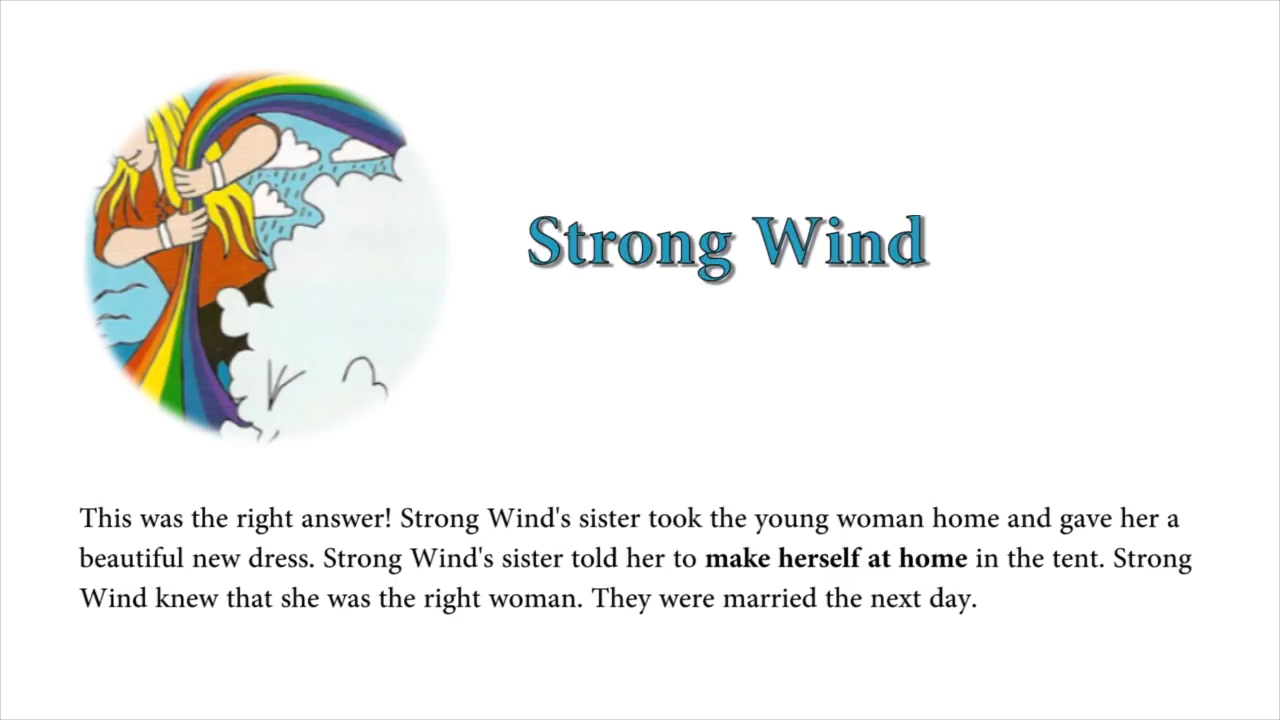 Strong Wind
This was the right answer! Strong Wind's sister took the young woman home and gave her a
beautiful new dress. Strong Wind's sister told her to make herself at home in the tent. Strong
Wind knew that she was the right woman. They were married the next day.